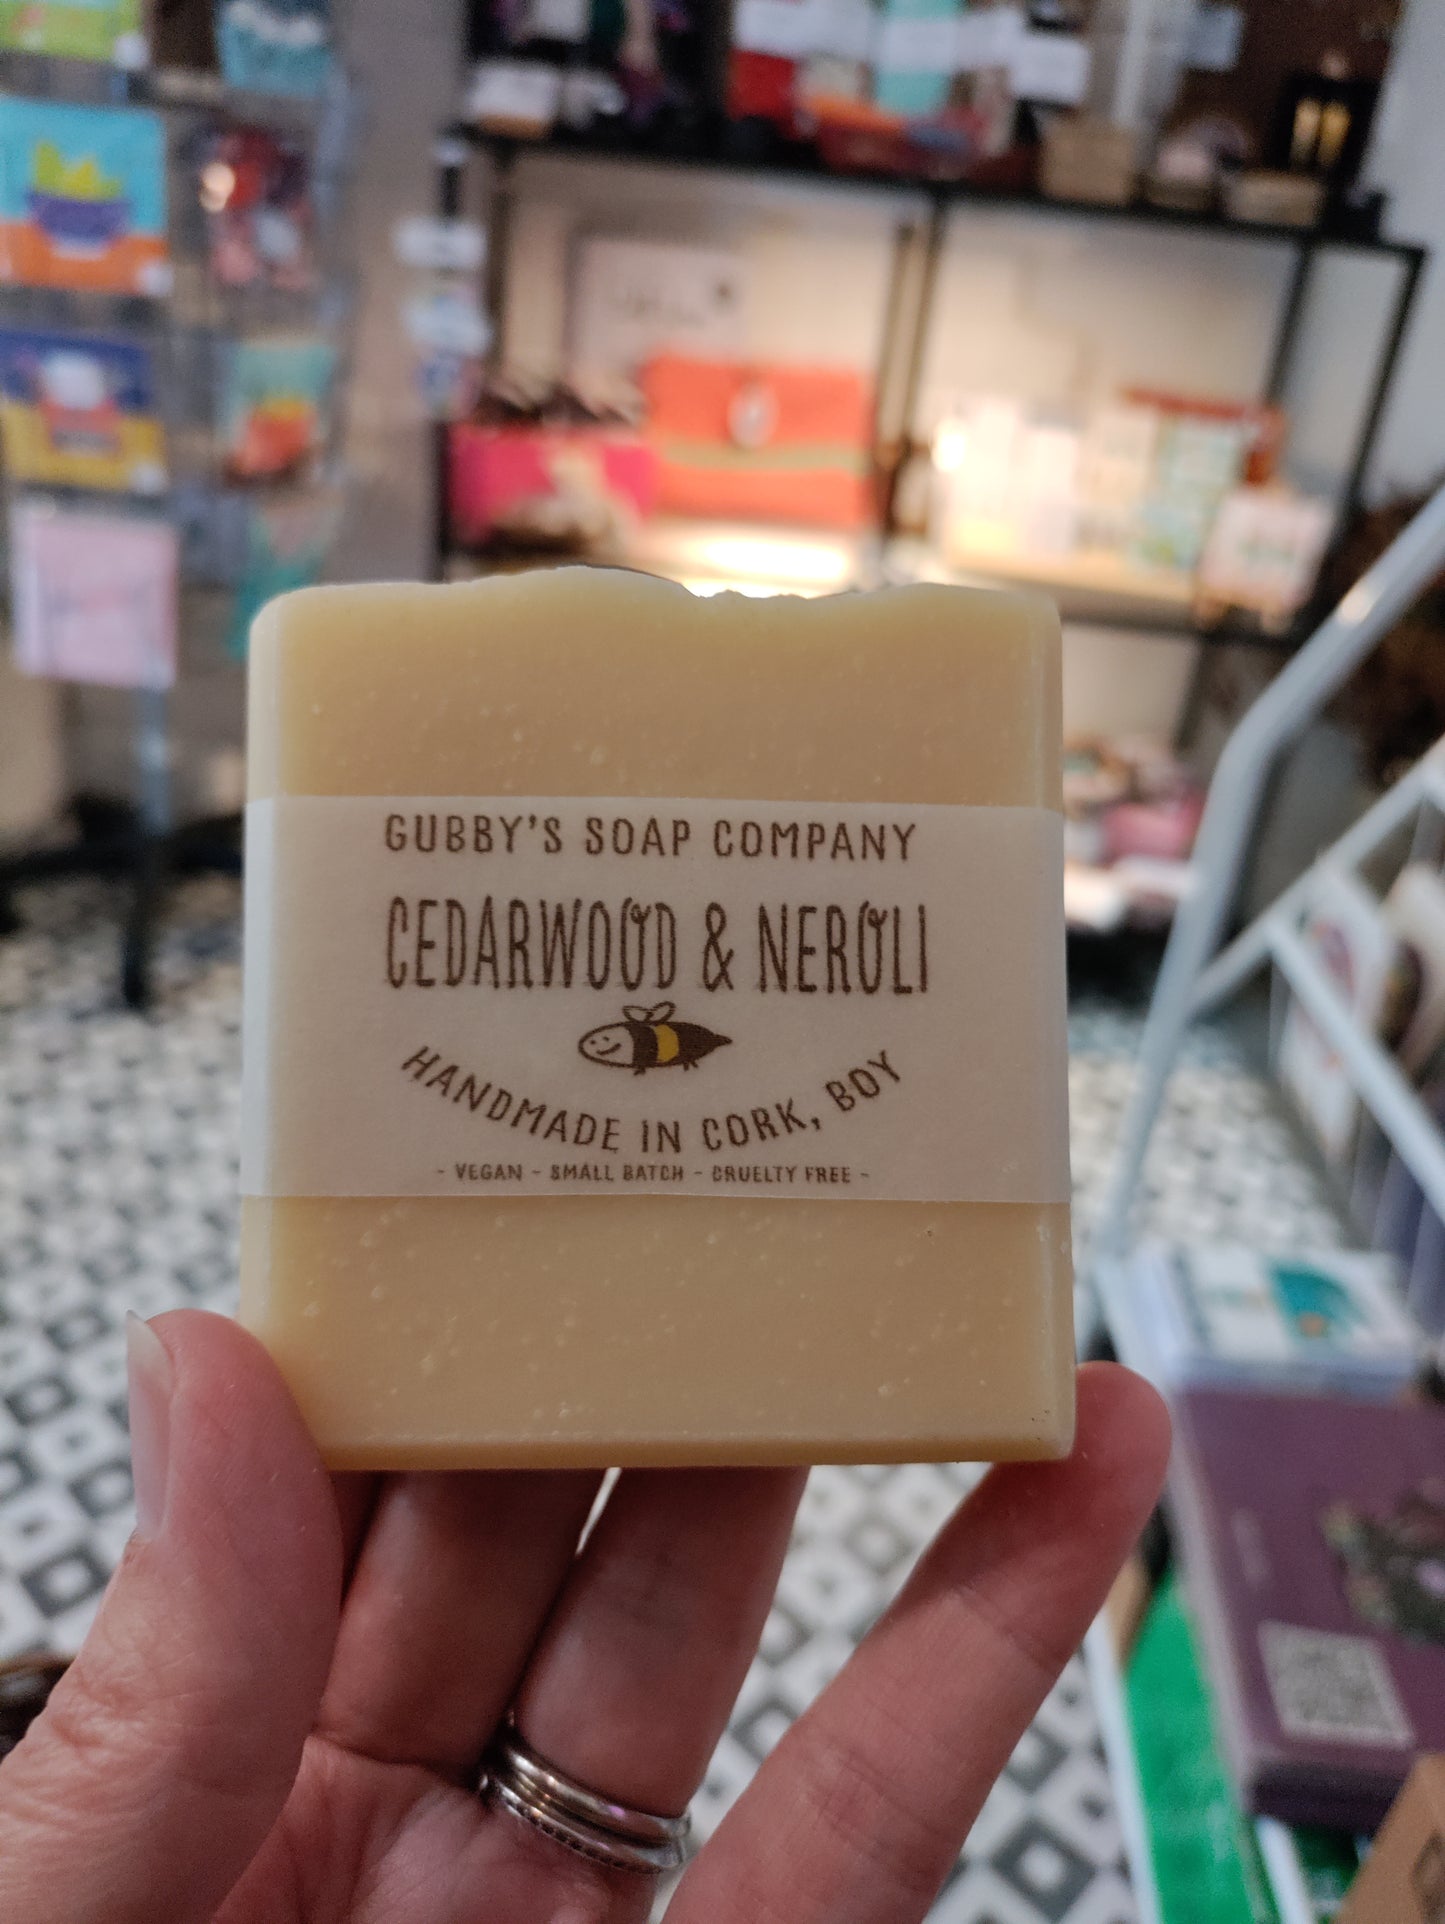 GUBBY'S SOAP COMPANY
CEDARWOOD & NEROLI
HANDMADE IN CORK, BOY
- VEGAN - SMALL BATCH - CRUELTY FREE -